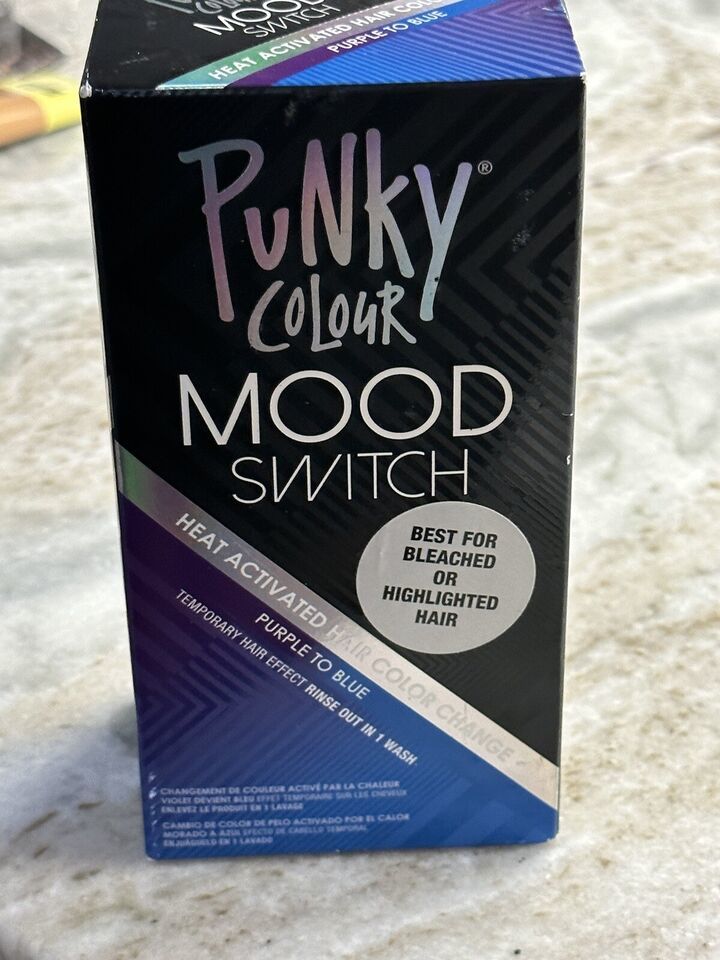 MOOD
SWITCH
HEAT ACTIVATED HAIR
PURPLE TO BLUE
PUNKY®
COLOUR
MOOD
SWITCH
BEST FOR
BLEACHED
OR
HIGHLIGHTED
HAIR
HEAT ACTIVATED HAIR COLOR CHANGE
PURPLE TO BLUE
TEMPORARY HAIR EFFECT RINSE OUT IN 1 WASH
CHANGEMENT DE COULEUR ACTIVÉ PAR LA CHALEUR
VIOLET DEVIENT BLEU EFFET TEMPORAIRE SUR LES CHEVEUX
ENLEVEZ LE PRODUIT EN 1 LAVAGE
CAMBIO DE COLOR DE PELO ACTIVADO POR EL CALOR
MORADO A AZUL EFECTO DE CABELLO TEMPORAL
ENJUÁGUELO EN 1 LAVADO